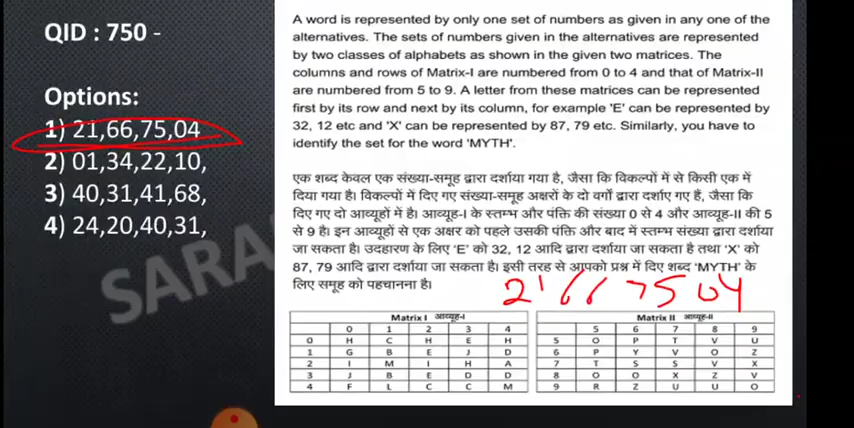 QID : 750 -
Options:
1) 21,66,75,04
2) 01,34,22,10,
3) 40,31,41,68,
4) 24,20,40,31,
SARA
A word is represented by only one set of numbers as given in any one of the
alternatives. The sets of numbers given in the alternatives are represented
by two classes of alphabets as shown in the given two matrices. The
columns and rows of Matrix-I are numbered from 0 to 4 and that of Matrix-II
are numbered from 5 to 9. A letter from these matrices can be represented
first by its row and next by its column, for example 'E' can be represented by
32, 12 etc and 'X' can be represented by 87, 79 etc. Similarly, you have to
identify the set for the word 'MYTH'.
एक शब्द केवल एक संख्या-समूह द्वारा दर्शाया गया है, जैसा कि विकल्पों में से किसी एक में
दिया गया है। विकल्पों में दिए गए संख्या-समूह अक्षरों के दो वर्गों द्वारा दर्शाए गए हैं, जैसा कि
दिए गए दो आव्यूहों में है। आव्यूह-I के स्तम्भ और पंक्ति की संख्या 0 से 4 और आव्यूह-II की 5
से 9 है। इन आव्यूहों से एक अक्षर को पहले उसकी पंक्ति और बाद में स्तम्भ संख्या द्वारा दर्शाया
जा सकता है। उदाहरण के लिए 'E' को 32, 12 आदि द्वारा दर्शाया जा सकता है तथा 'X' को
87, 79 आदि द्वारा दर्शाया जा सकता है। इसी तरह से आपको प्रश्न में दिए शब्द 'MYTH' के
लिए समूह को पहचानना है।
21 66 75 04
Matrix I आव्यूह-I
0 1 2 3 4
0 H C H E H
1 G B E J D
2 I M I H A
3 J B E D D
4 F L C C M
Matrix II आव्यूह-II
5 6 7 8 9
5 O P T V U
6 P Y V O Z
7 T S S V X
8 O O X Z V
9 R Z U U O